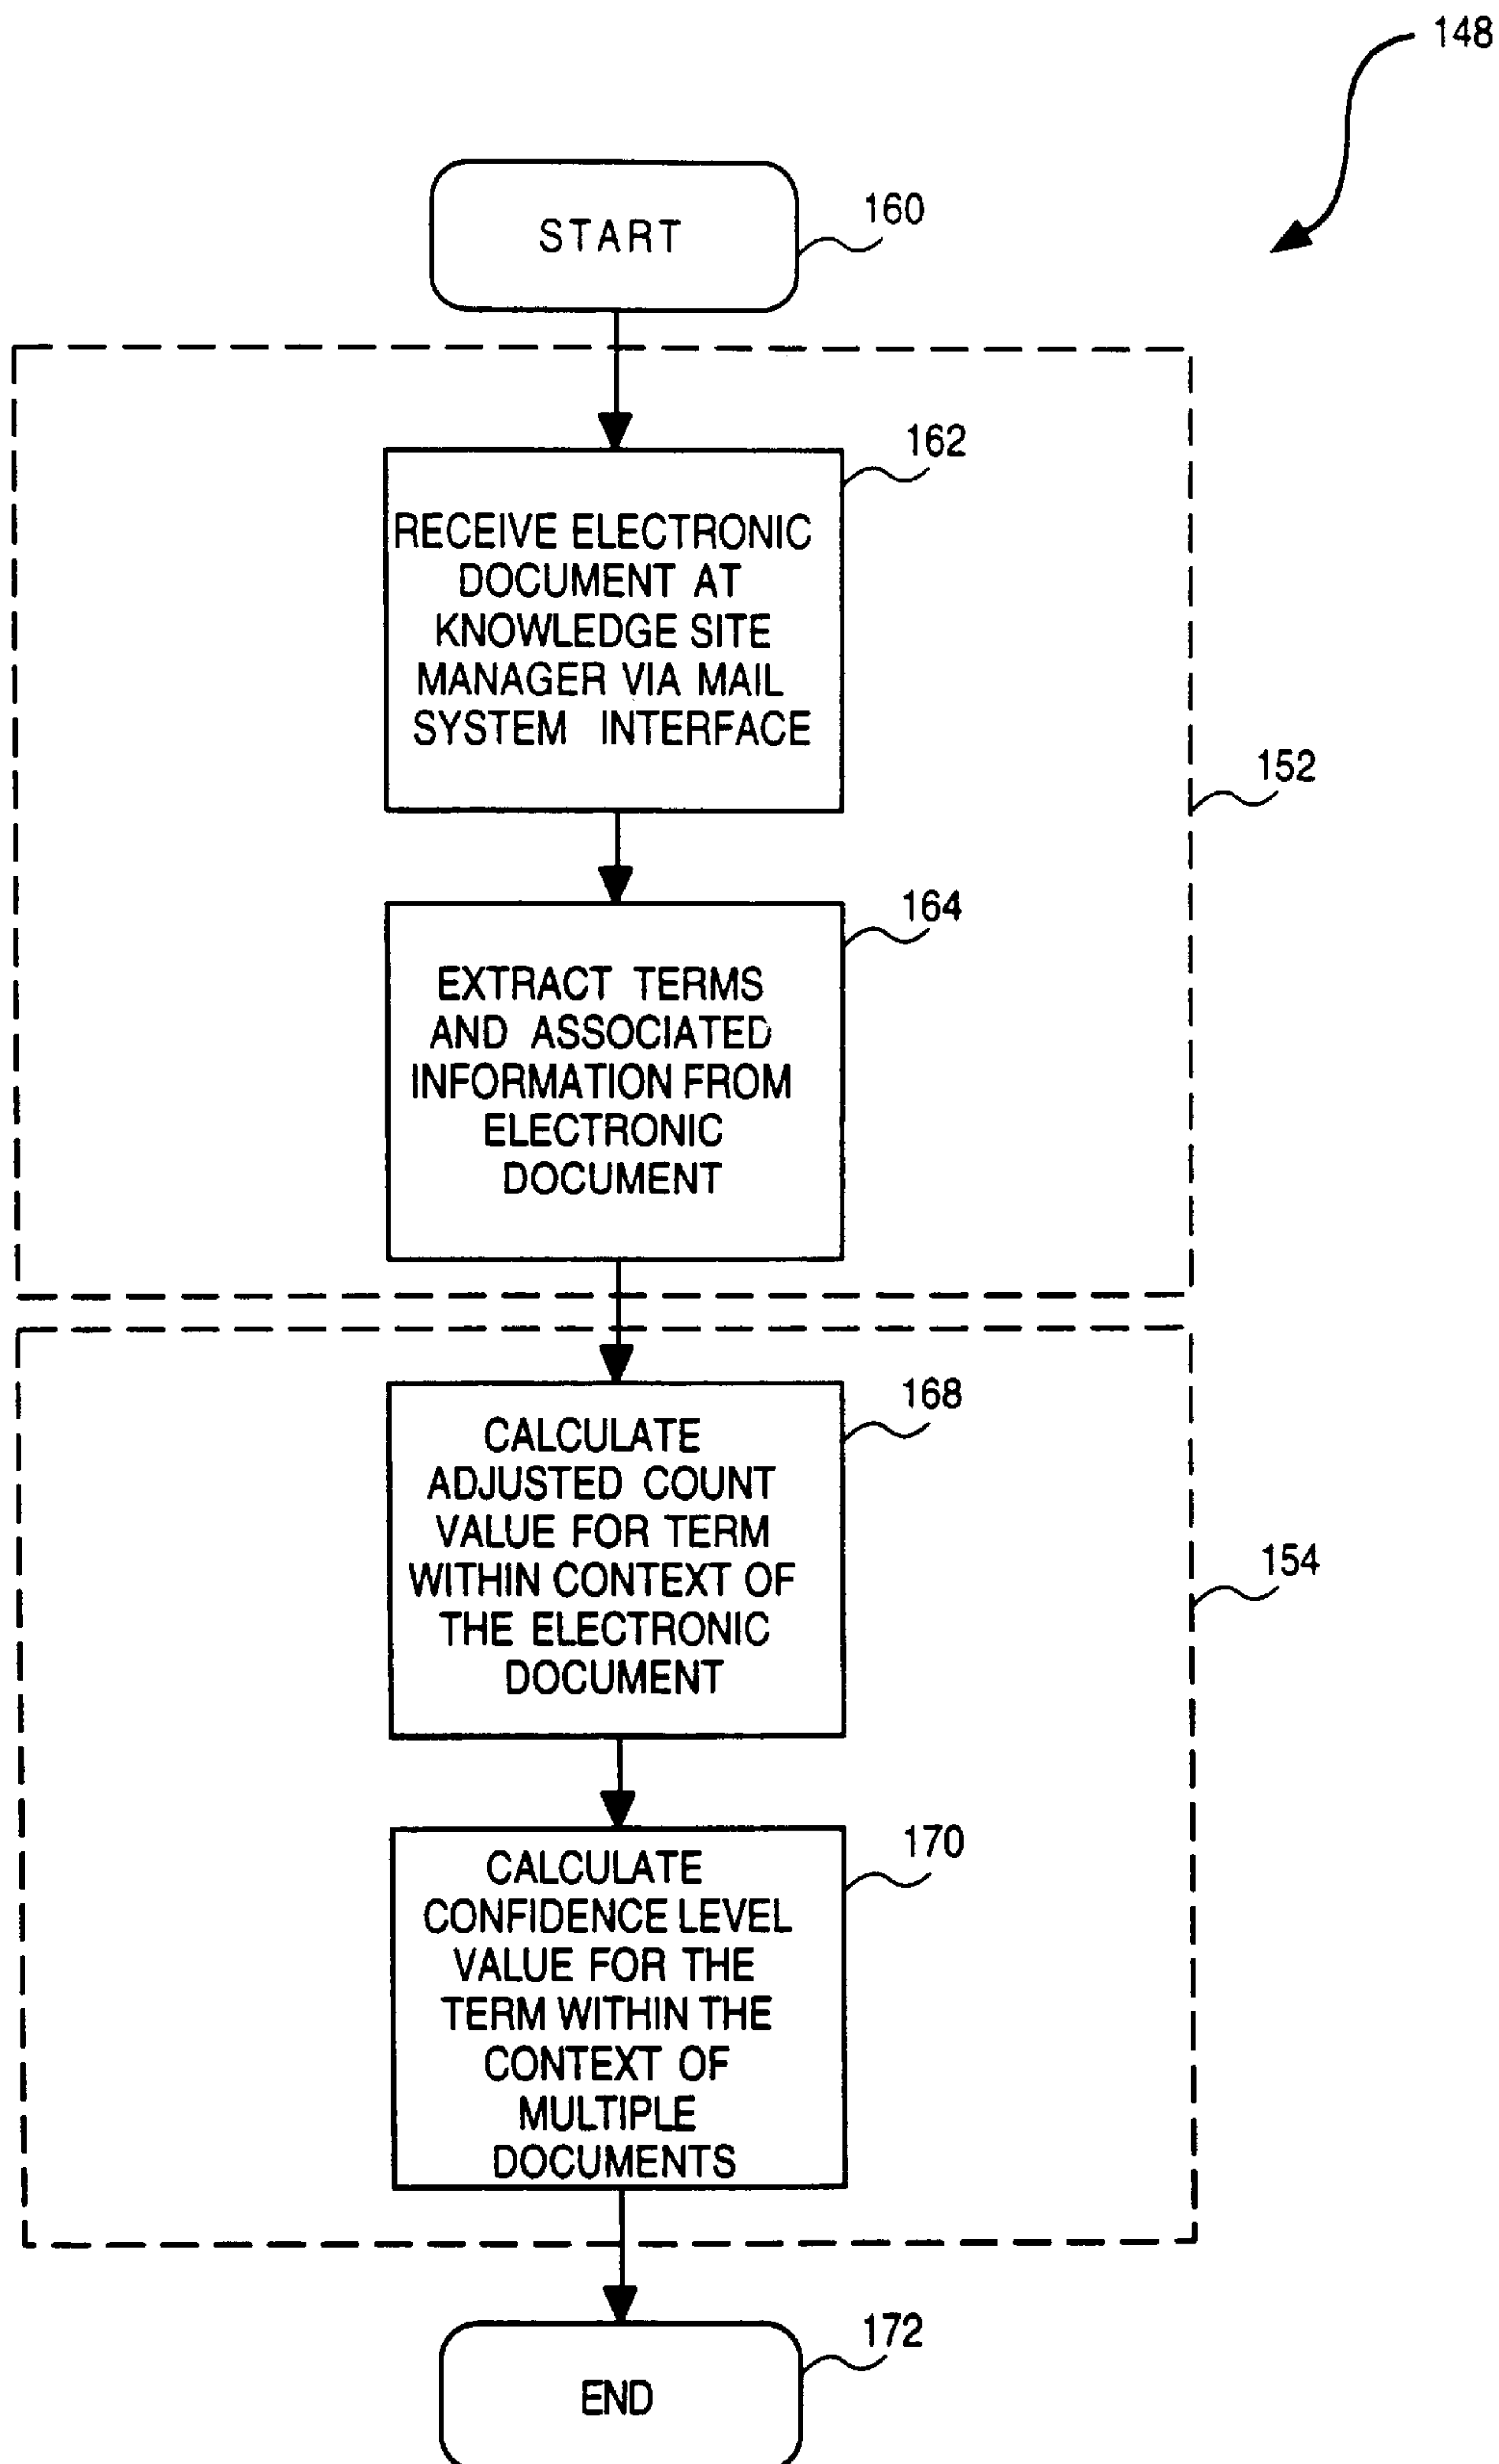 148
START
160
162
RECEIVE ELECTRONIC
DOCUMENT AT
KNOWLEDGE SITE
MANAGER VIA MAIL
SYSTEM INTERFACE
152
164
EXTRACT TERMS
AND ASSOCIATED
INFORMATION FROM
ELECTRONIC
DOCUMENT
168
CALCULATE
ADJUSTED COUNT
VALUE FOR TERM
WITHIN CONTEXT OF
THE ELECTRONIC
DOCUMENT
154
170
CALCULATE
CONFIDENCE LEVEL
VALUE FOR THE
TERM WITHIN THE
CONTEXT OF
MULTIPLE
DOCUMENTS
172
END